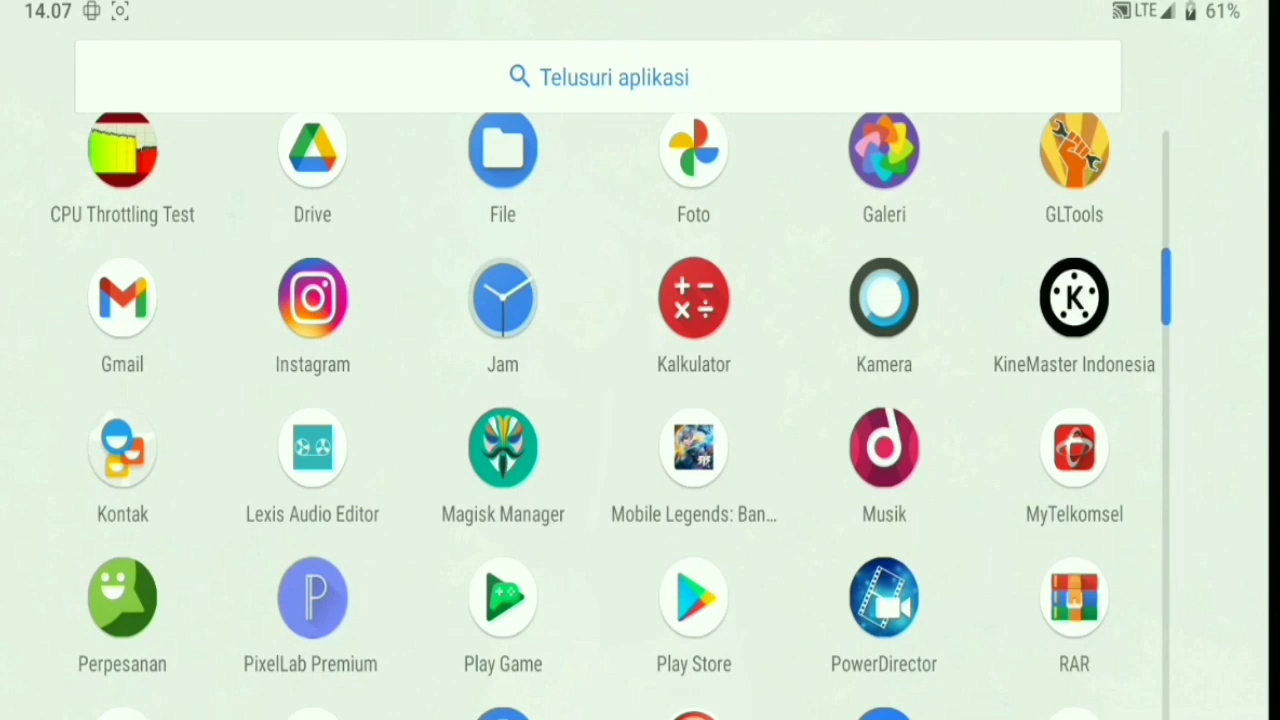 14.07 LTE 61%
Telusuri aplikasi
CPU Throttling Test Drive File Foto Galeri GLTools
Gmail Instagram Jam Kalkulator Kamera KineMaster Indonesia
Kontak Lexis Audio Editor Magisk Manager Mobile Legends: Ban... Musik MyTelkomsel
Perpesanan PixelLab Premium Play Game Play Store PowerDirector RAR